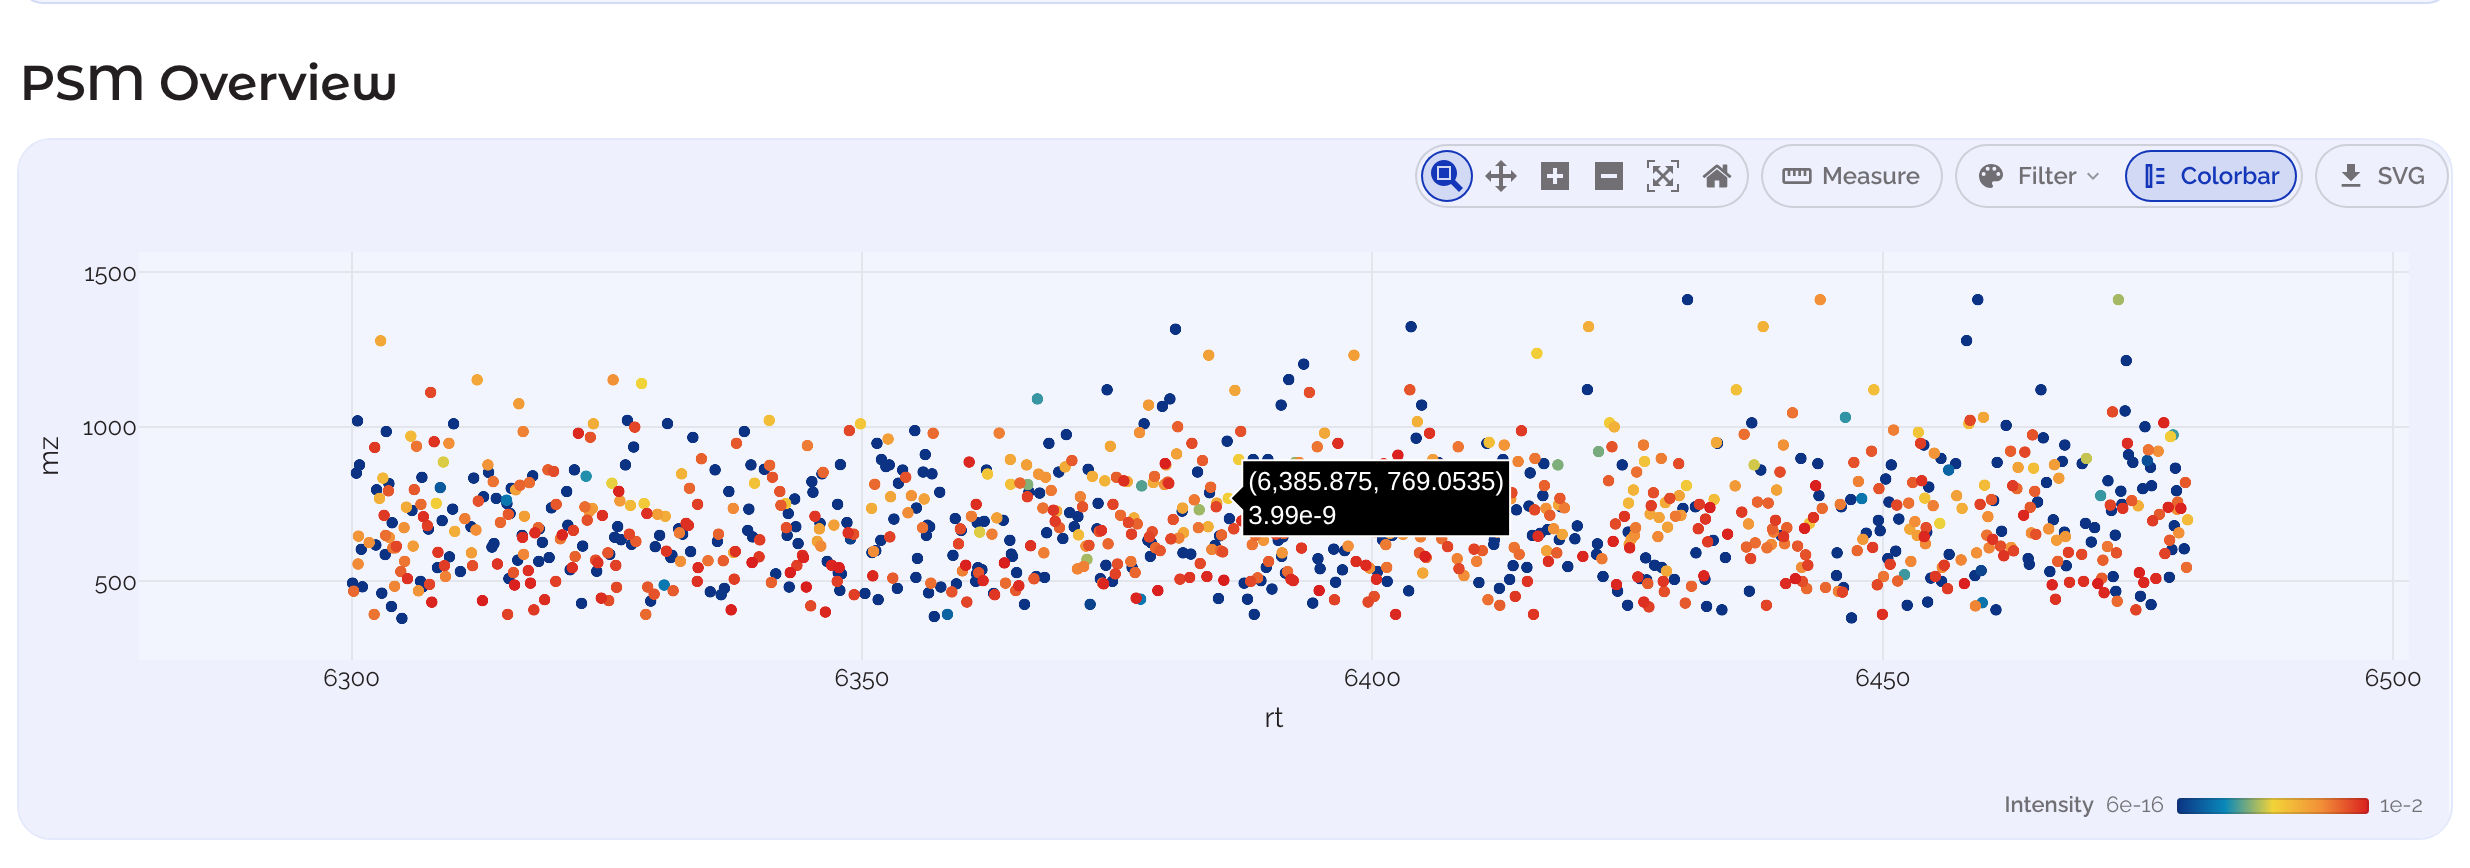 PSM Overview
Measure
Filter
Colorbar
SVG
1500
1000
500
mz
(6,385.875, 769.0535)
3.99e-9
6300 6350 6400 6450 6500
rt
Intensity 6e-16 1e-2